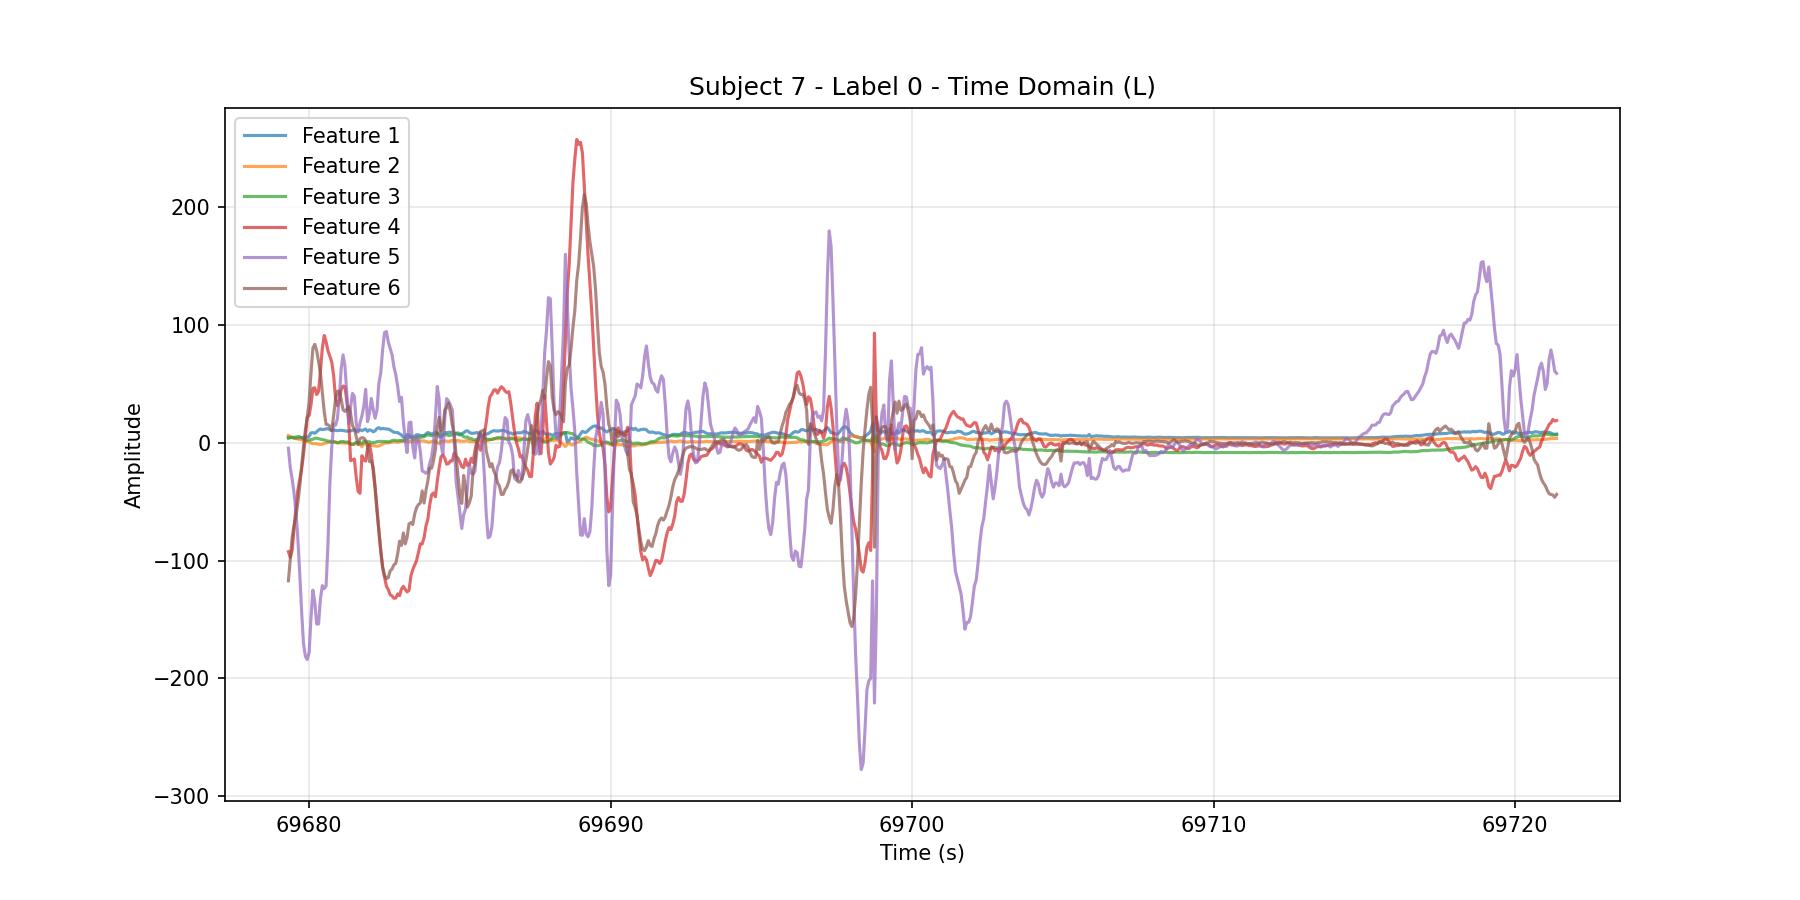 Subject 7 - Label 0 - Time Domain (L)
Feature 1
Feature 2
Feature 3
Feature 4
Feature 5
Feature 6
Amplitude
200
100
0
−100
−200
−300
69680 69690 69700 69710 69720
Time (s)